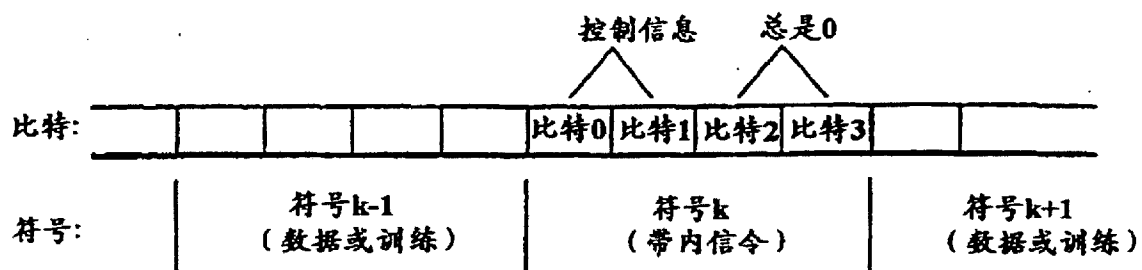 控制信息 总是0
比特: 比特0 比特1 比特2 比特3
符号: 符号k-1 符号k 符号k+1
(数据或训练) (带内信令) (数据或训练)